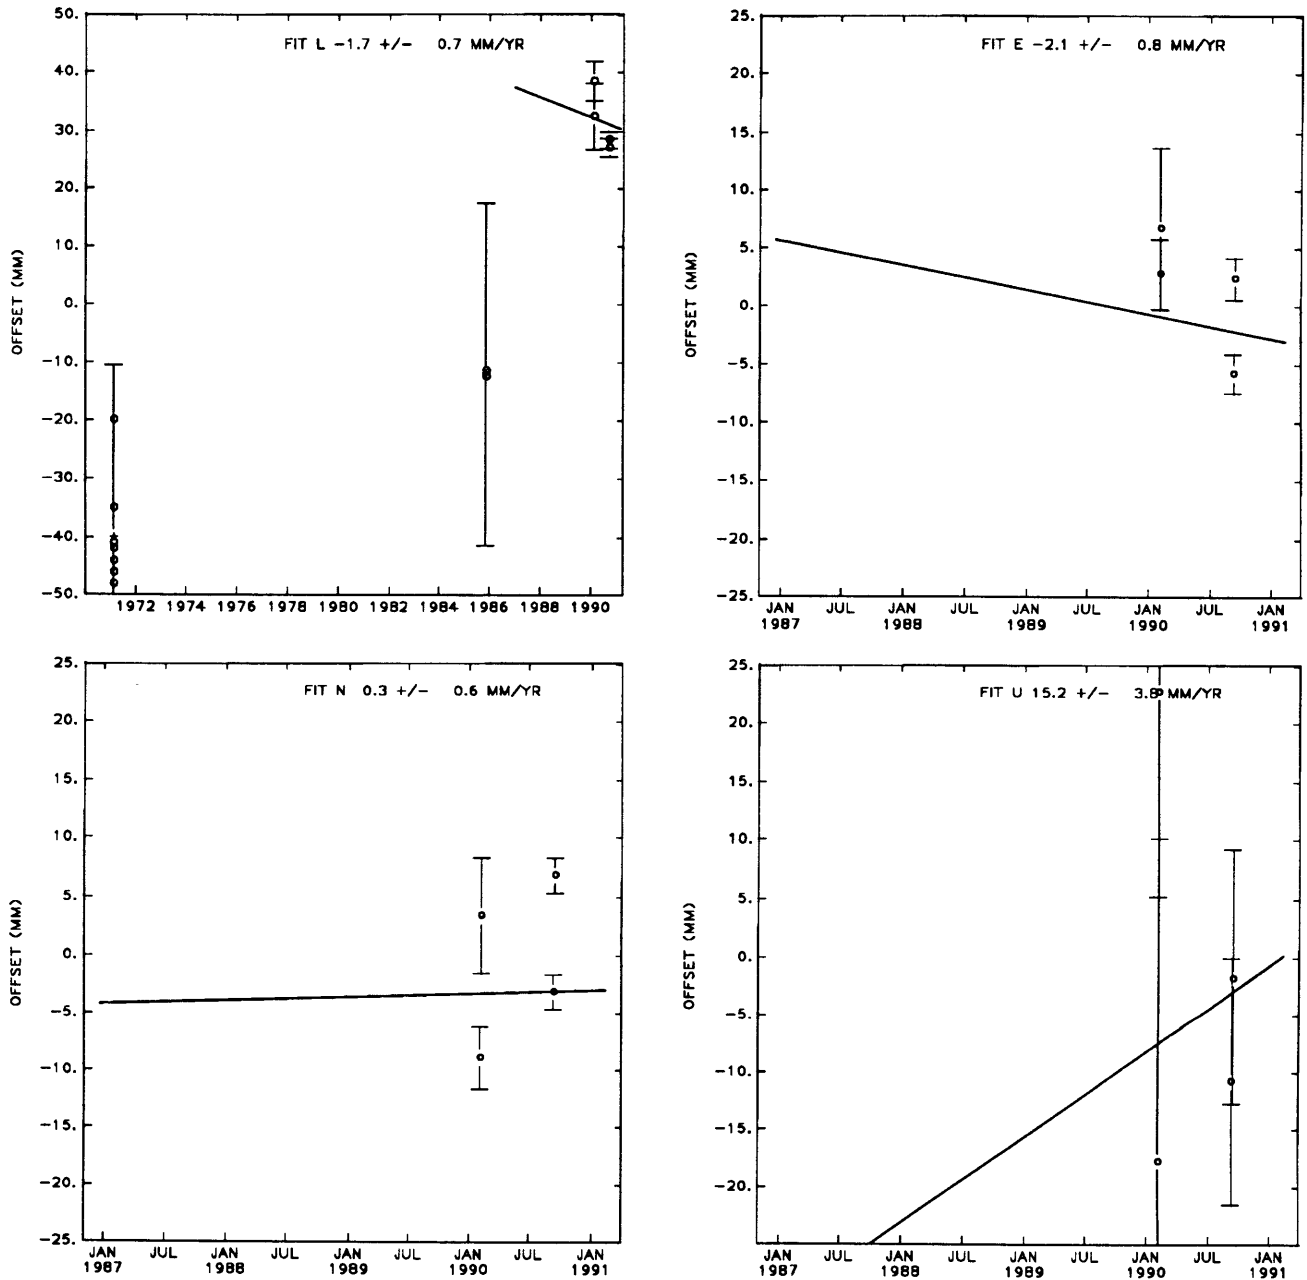 FIT L -1.7 +/- 0.7 MM/YR
50.
40.
30.
20.
10.
0.
-10.
-20.
-30.
-40.
-50.
OFFSET (MM)
1972 1974 1976 1978 1980 1982 1984 1986 1988 1990
FIT E -2.1 +/- 0.8 MM/YR
25.
20.
15.
10.
5.
0.
-5.
-10.
-15.
-20.
-25.
OFFSET (MM)
JAN JUL JAN JUL JAN JUL JAN JUL JAN
1987 1988 1989 1990 1991
FIT N 0.3 +/- 0.6 MM/YR
25.
20.
15.
10.
5.
0.
-5.
-10.
-15.
-20.
-25.
OFFSET (MM)
JAN JUL JAN JUL JAN JUL JAN JUL JAN
1987 1988 1989 1990 1991
FIT U 15.2 +/- 3.8 MM/YR
25.
20.
15.
10.
5.
0.
-5.
-10.
-15.
-20.
OFFSET (MM)
JAN JUL JAN JUL JAN JUL JAN JUL JAN
1987 1988 1989 1990 1991